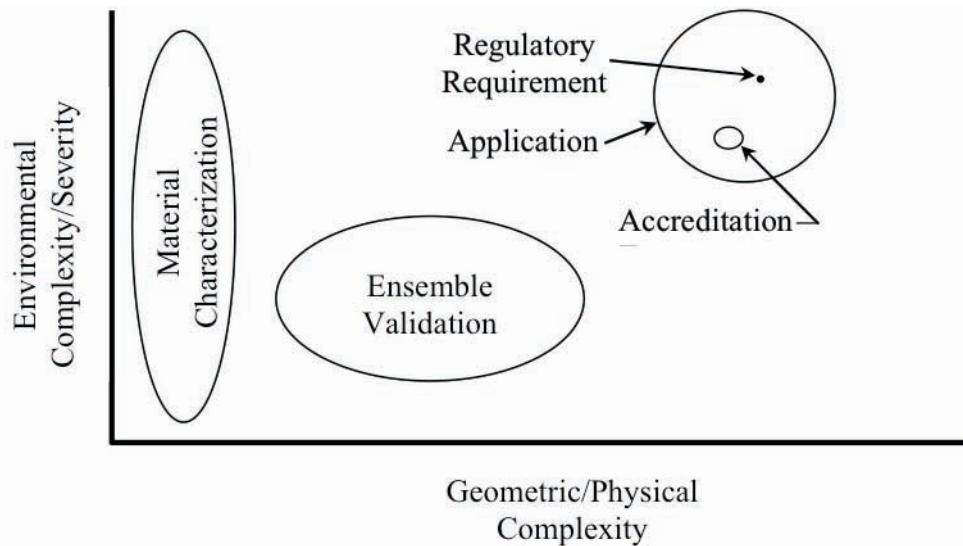 Environmental
Complexity/Severity
Material
Characterization
Ensemble
Validation
Regulatory
Requirement
Application
Accreditation
Geometric/Physical
Complexity